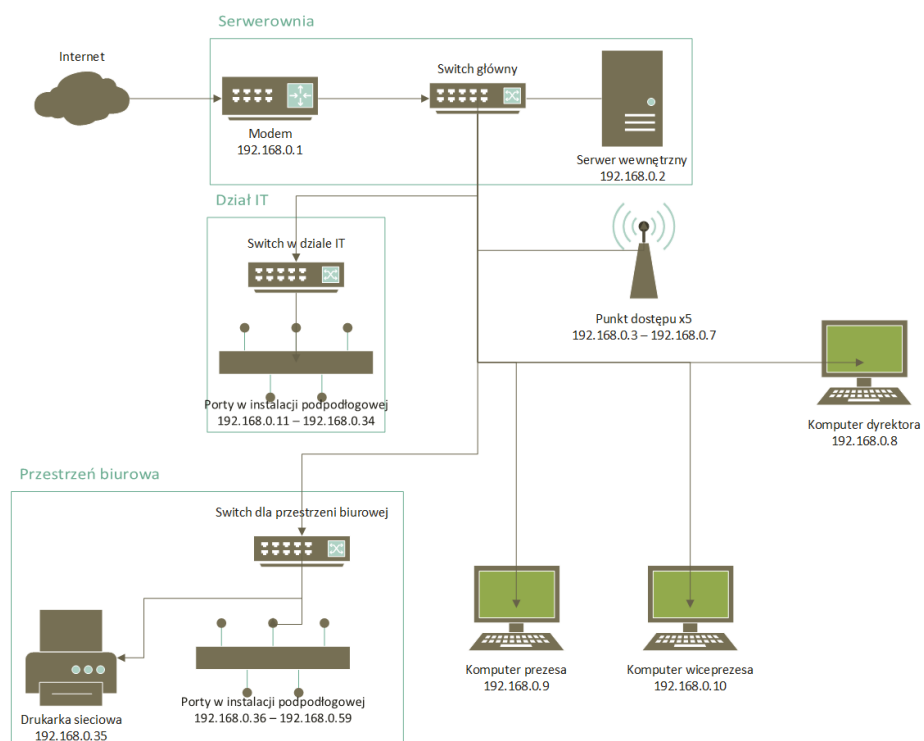 Serwerownia
Internet
Switch główny
Modem
192.168.0.1
Serwer wewnętrzny
192.168.0.2
Dział IT
Switch w dziale IT
Punkt dostępu x5
192.168.0.3 – 192.168.0.7
Porty w instalacji podpodłogowej
192.168.0.11 – 192.168.0.34
Komputer dyrektora
192.168.0.8
Przestrzeń biurowa
Switch dla przestrzeni biurowej
Komputer prezesa
192.168.0.9
Komputer wiceprezesa
192.168.0.10
Porty w instalacji podpodłogowej
192.168.0.36 – 192.168.0.59
Drukarka sieciowa
192.168.0.35